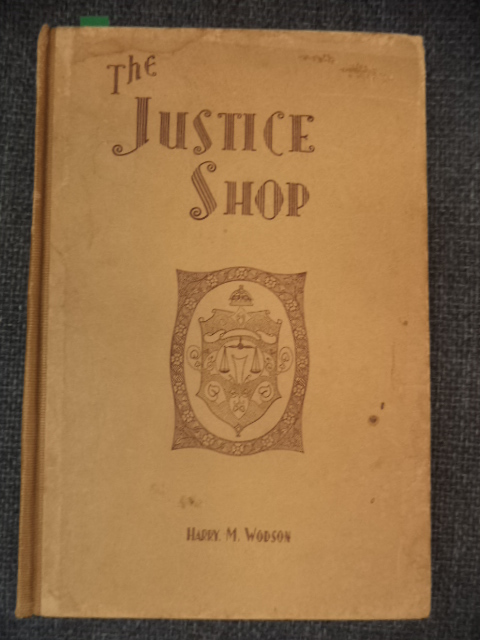 The
JUSTICE
SHOP
HARRY. M. WODSON